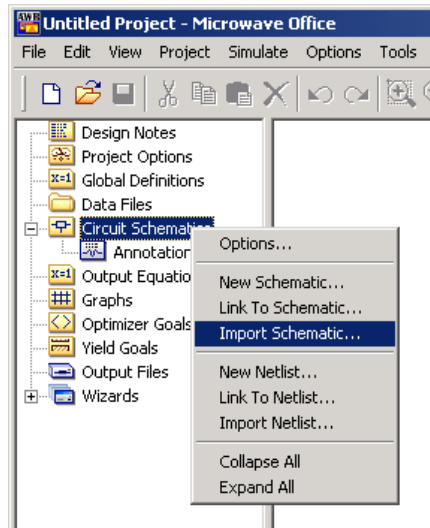 Untitled Project - Microwave Office
File Edit View Project Simulate Options Tools
Design Notes
Project Options
Global Definitions
Data Files
Circuit Schematics
Annotation
Output Equatio
Graphs
Optimizer Goals
Yield Goals
Output Files
Wizards
Options...
New Schematic...
Link To Schematic...
Import Schematic...
New Netlist...
Link To Netlist...
Import Netlist...
Collapse All
Expand All